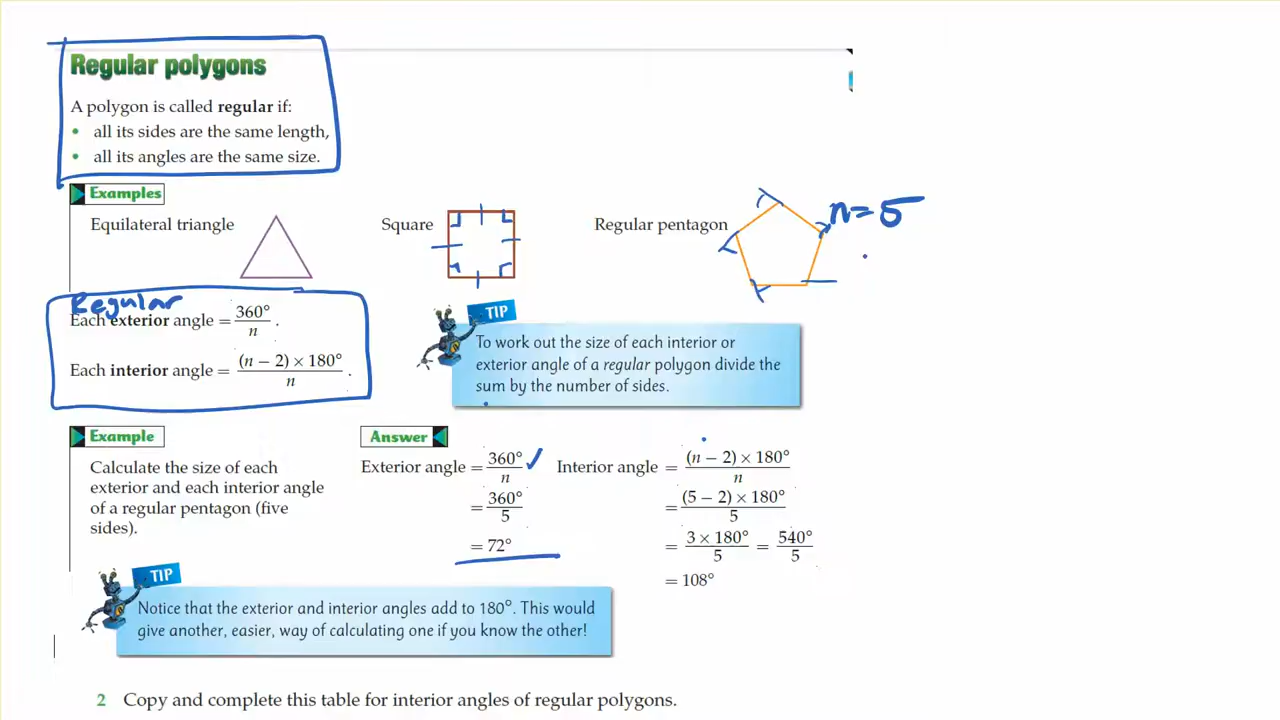 Regular polygons
A polygon is called regular if:
• all its sides are the same length,
• all its angles are the same size.
Examples
Equilateral triangle
Square
Regular pentagon
n = 5
Regular
Each exterior angle = 360° / n .
Each interior angle = (n − 2) × 180° / n .
TIP
To work out the size of each interior or
exterior angle of a regular polygon divide the
sum by the number of sides.
Example
Calculate the size of each
exterior and each interior angle
of a regular pentagon (five
sides).
Answer
Exterior angle = 360° / n
= 360° / 5
= 72°
Interior angle = (n − 2) × 180° / n
= (5 − 2) × 180° / 5
= 3 × 180° / 5 = 540° / 5
= 108°
TIP
Notice that the exterior and interior angles add to 180°. This would
give another, easier, way of calculating one if you know the other!
2 Copy and complete this table for interior angles of regular polygons.